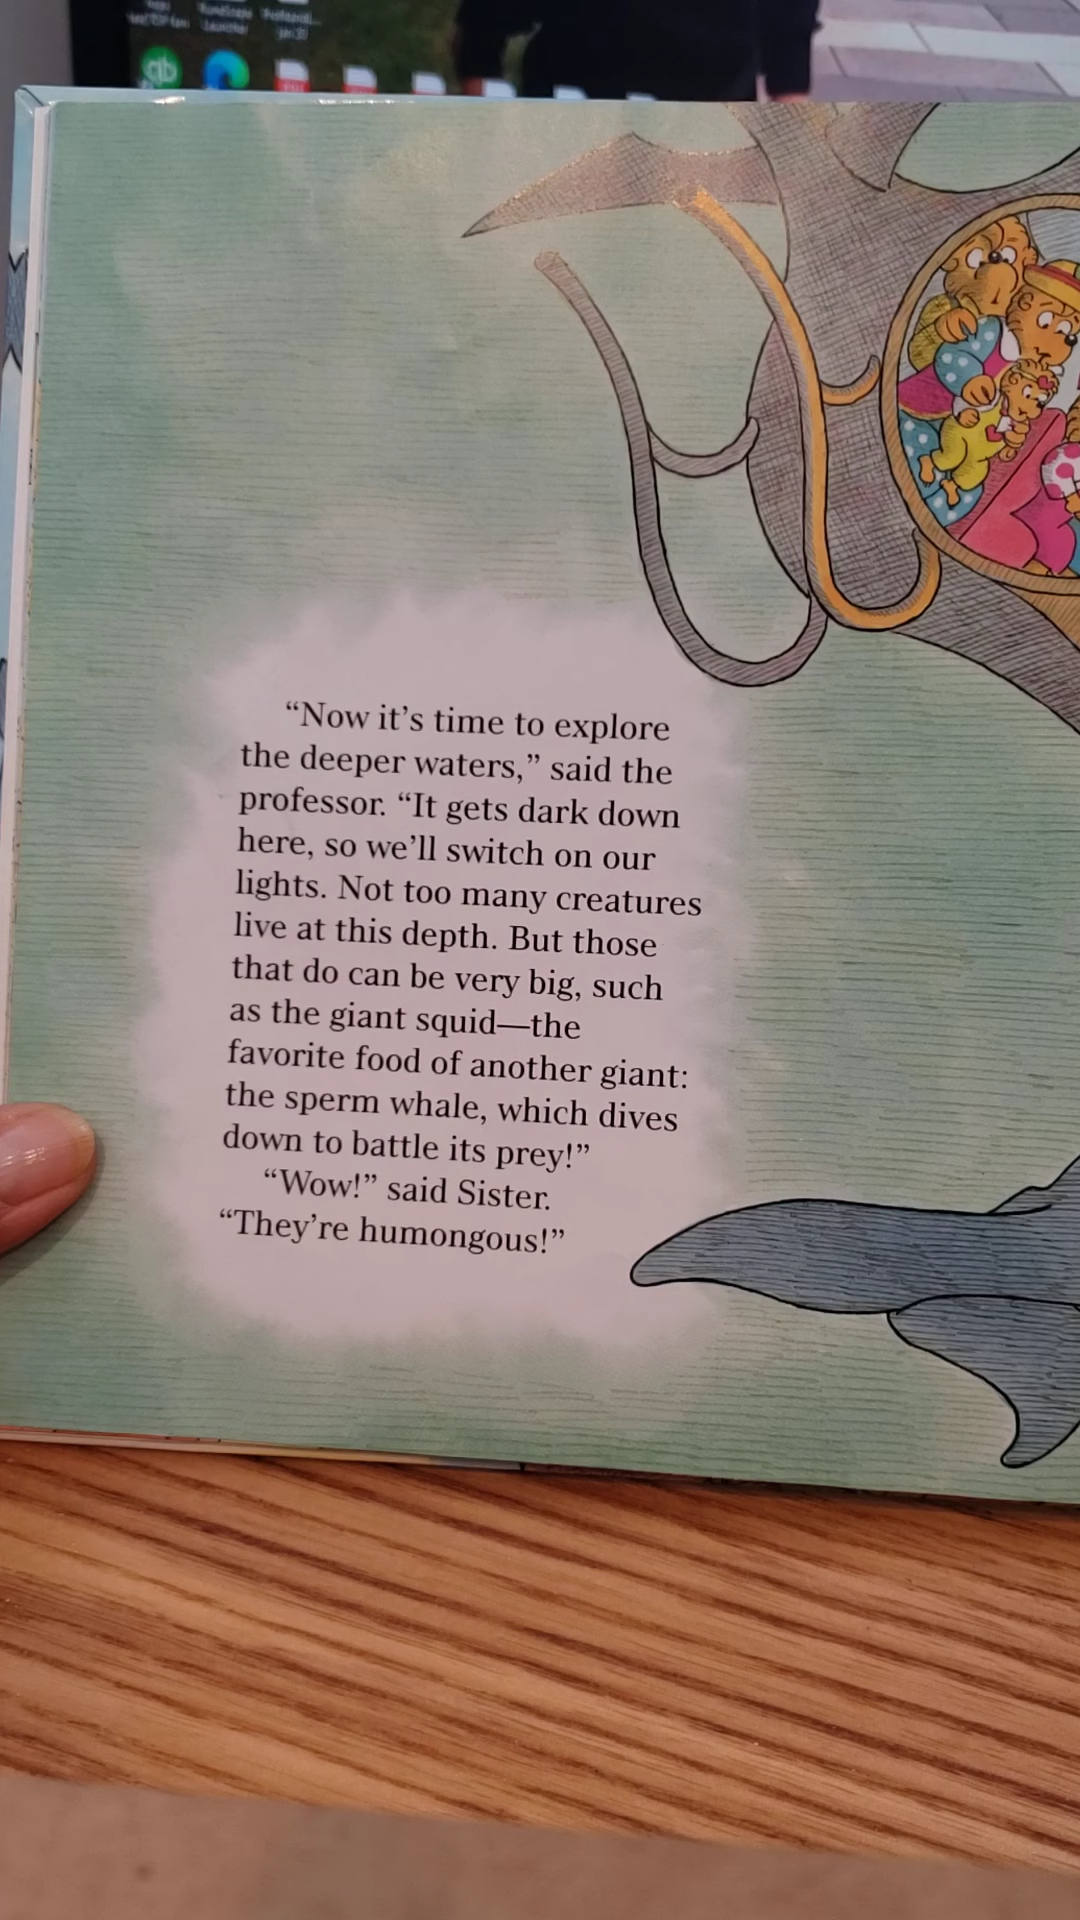 “Now it’s time to explore
the deeper waters,” said the
professor. “It gets dark down
here, so we’ll switch on our
lights. Not too many creatures
live at this depth. But those
that do can be very big, such
as the giant squid—the
favorite food of another giant:
the sperm whale, which dives
down to battle its prey!”
“Wow!” said Sister.
“They’re humongous!”